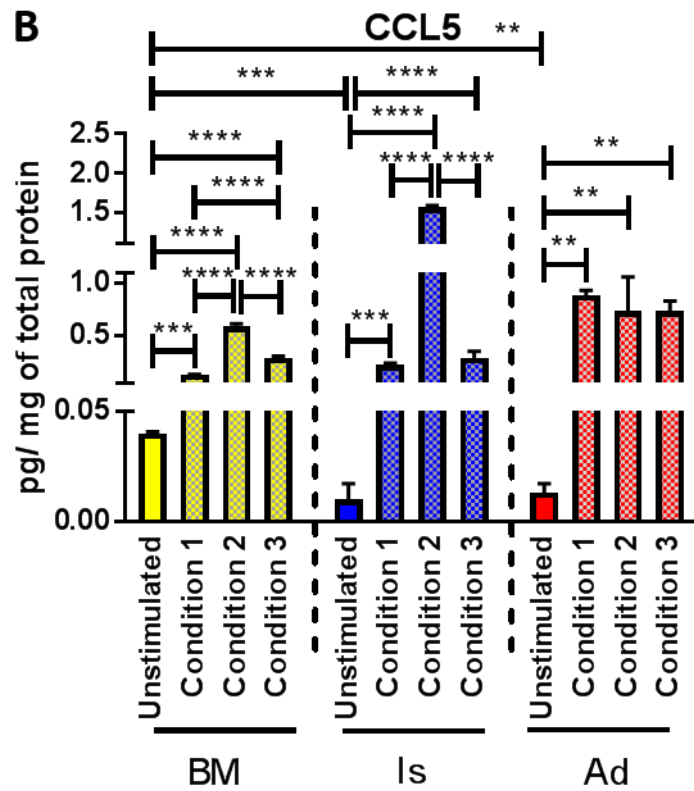 B
CCL5
**
***
****
****
****
****
****
****
****
****
****
***
***
**
**
**
pg/ mg of total protein
2.5
2.0
1.5
1.0
0.5
0.05
0.00
Unstimulated
Condition 1
Condition 2
Condition 3
Unstimulated
Condition 1
Condition 2
Condition 3
Unstimulated
Condition 1
Condition 2
Condition 3
BM
Is
Ad